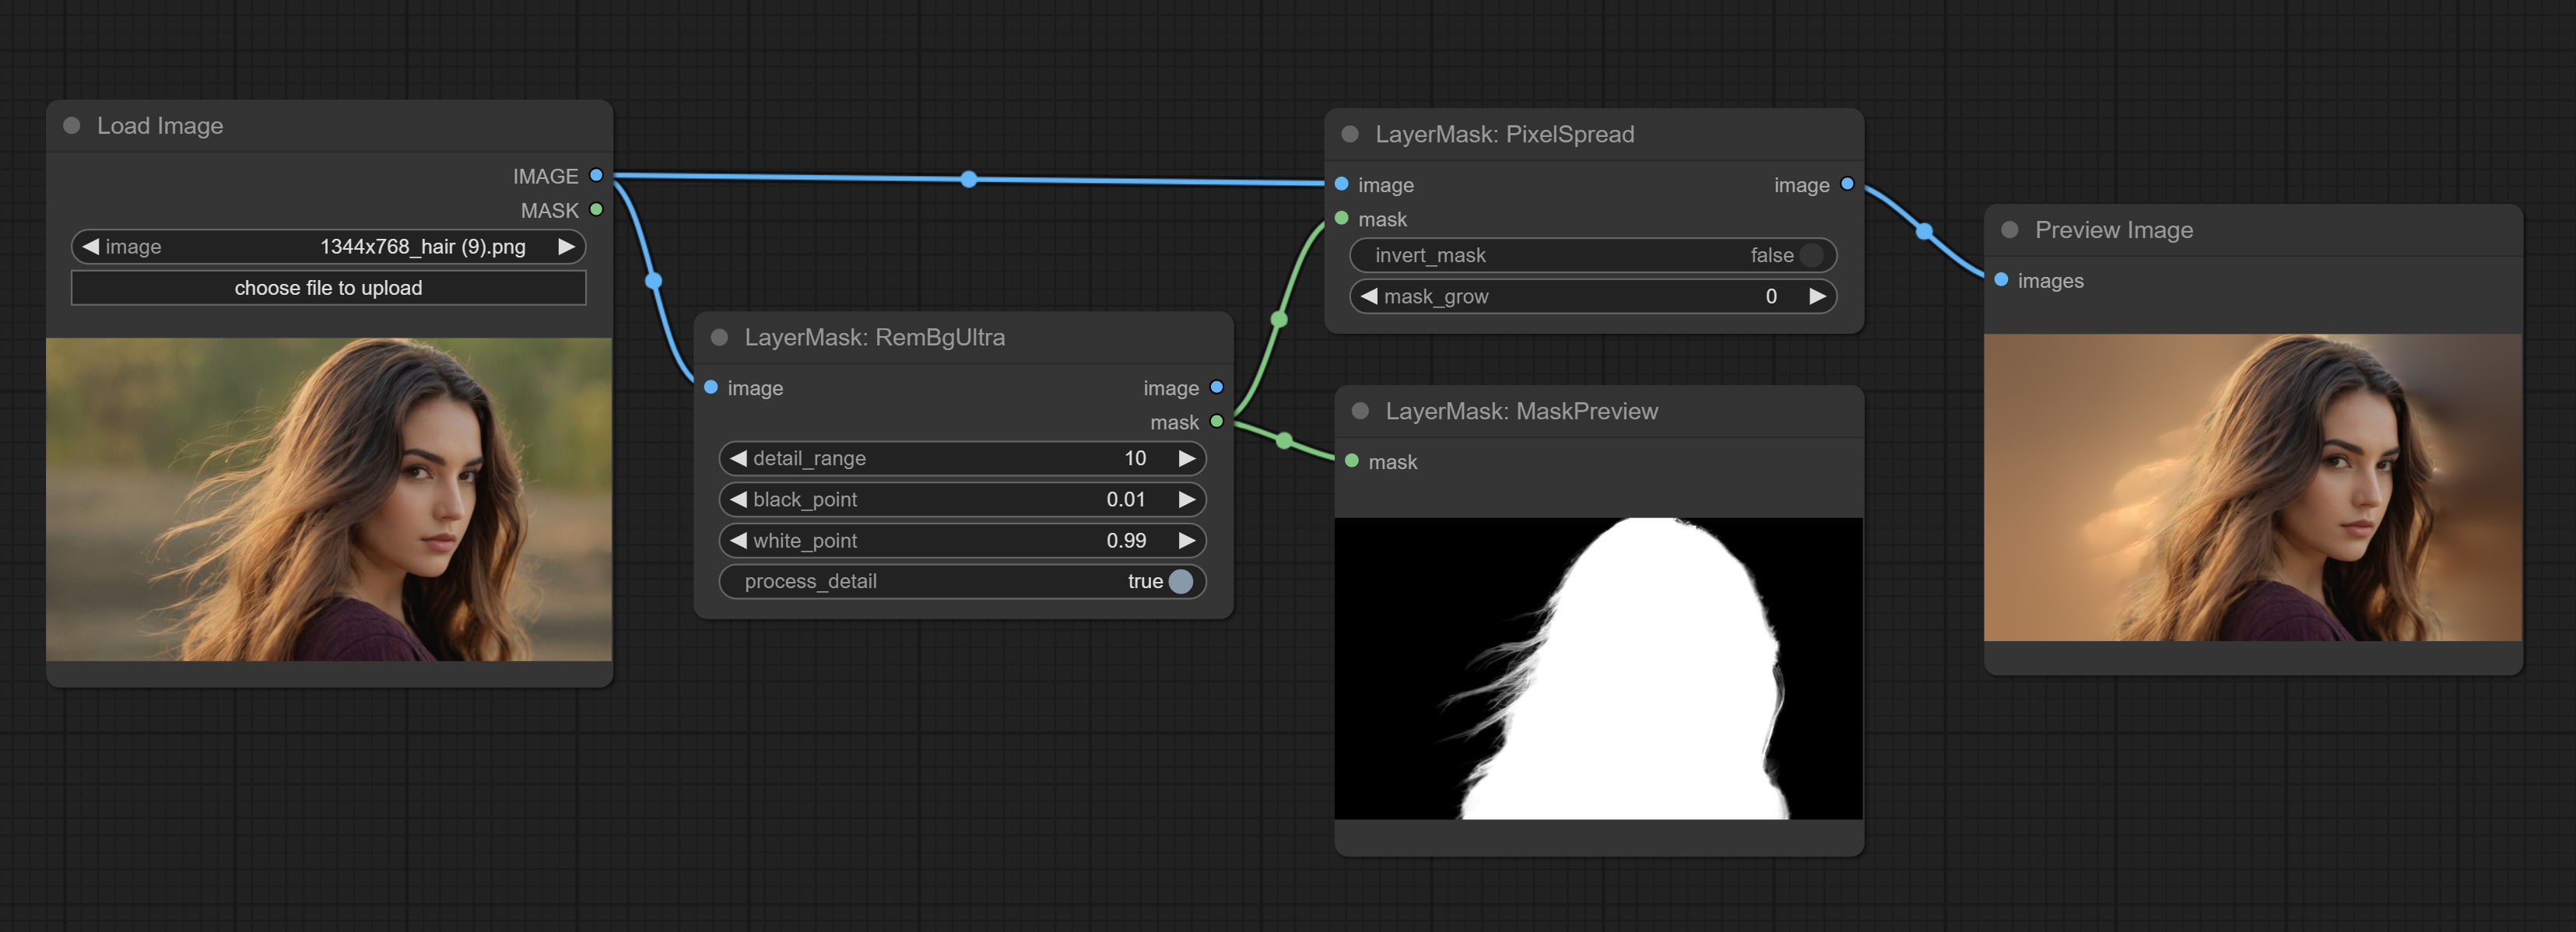 Load Image
IMAGE
MASK
image 1344x768_hair (9).png
choose file to upload
LayerMask: RemBgUltra
image image
mask
detail_range 10
black_point 0.01
white_point 0.99
process_detail true
LayerMask: PixelSpread
image image
mask
invert_mask false
mask_grow 0
LayerMask: MaskPreview
mask
Preview Image
images